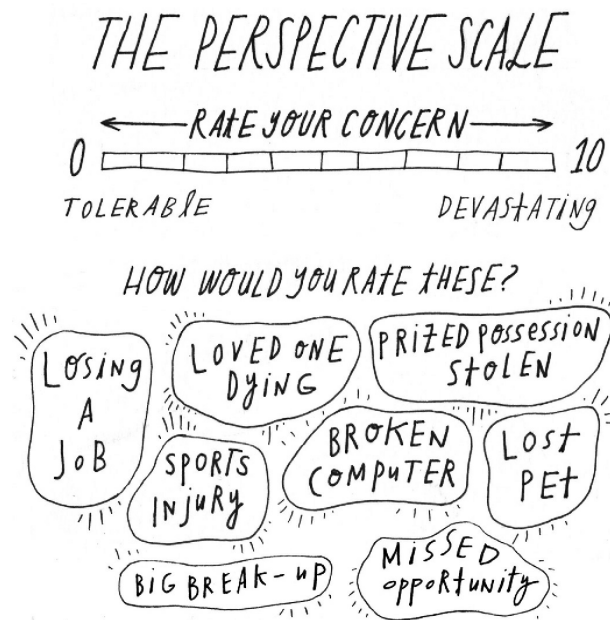 THE PERSPECTIVE SCALE
RATE YOUR CONCERN
0
10
TOLERABLE
DEVASTATING
HOW WOULD YOU RATE THESE?
LOSING
A
JOB
LOVED ONE
DYING
PRIZED POSSESSION
STOLEN
SPORTS
INJURY
BROKEN
COMPUTER
LOST
PET
BIG BREAK-UP
MISSED
OPPORTUNITY